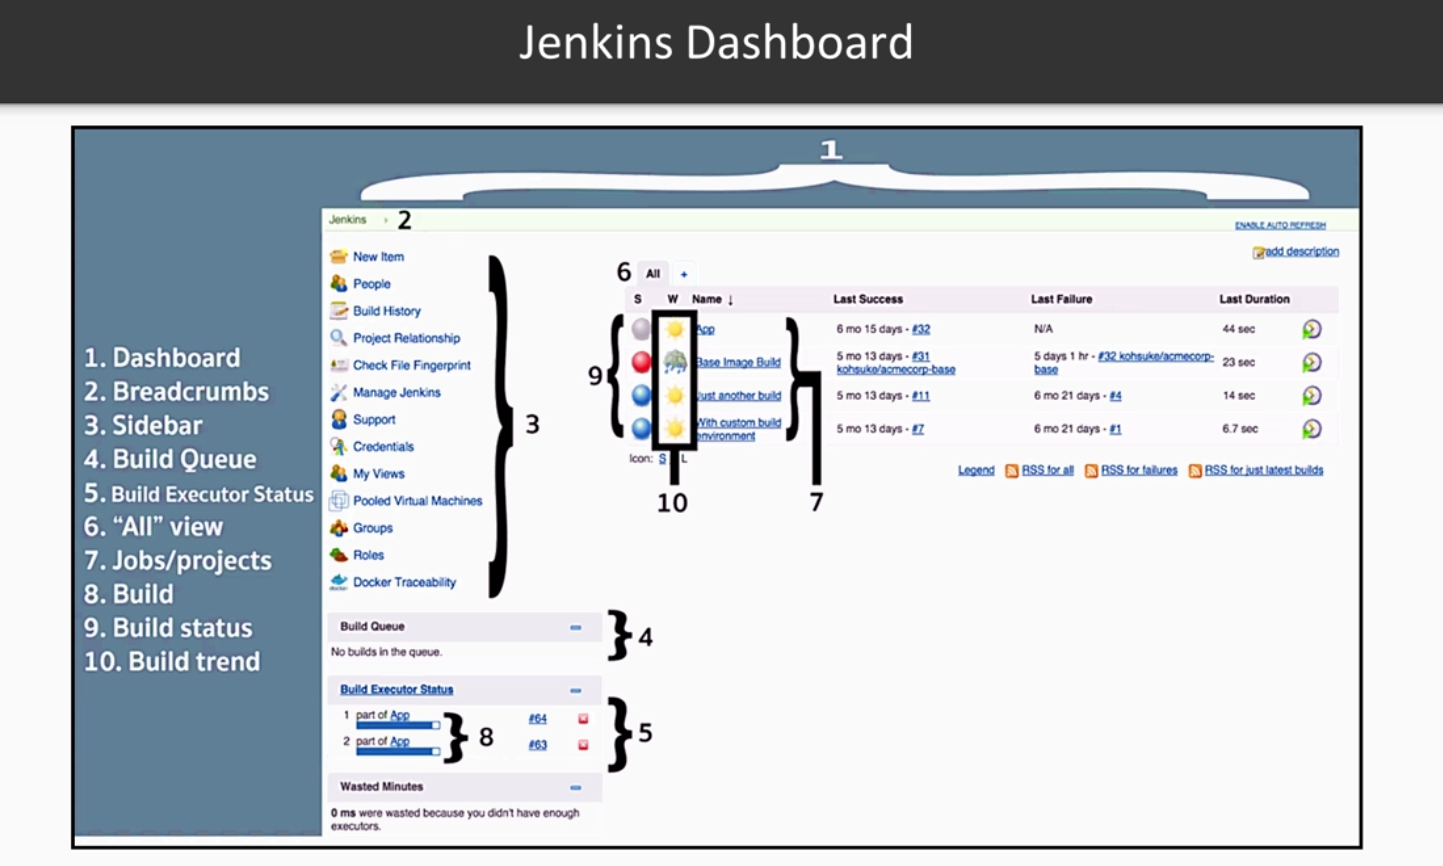 Jenkins Dashboard
1
Jenkins › 2
ENABLE AUTO REFRESH
add description
1. Dashboard
2. Breadcrumbs
3. Sidebar
4. Build Queue
5. Build Executor Status
6. “All” view
7. Jobs/projects
8. Build
9. Build status
10. Build trend
New Item
People
Build History
Project Relationship
Check File Fingerprint
Manage Jenkins
Support
Credentials
My Views
Pooled Virtual Machines
Groups
Roles
docker Docker Traceability
3
6 All +
S W Name ↓ Last Success Last Failure Last Duration
App 6 mo 15 days - #32 N/A 44 sec
Base Image Build 5 mo 13 days - #31 kohsuke/acmecorp-base 5 days 1 hr - #32 kohsuke/acmecorp-base 23 sec
Just another build 5 mo 13 days - #11 6 mo 21 days - #4 14 sec
With custom build environment 5 mo 13 days - #7 6 mo 21 days - #1 6.7 sec
9
Icon: S L
Legend RSS for all RSS for failures RSS for just latest builds
10
7
Build Queue
No builds in the queue.
4
Build Executor Status
1 part of App #64
2 part of App #63
8
5
Wasted Minutes
0 ms were wasted because you didn't have enough
executors.